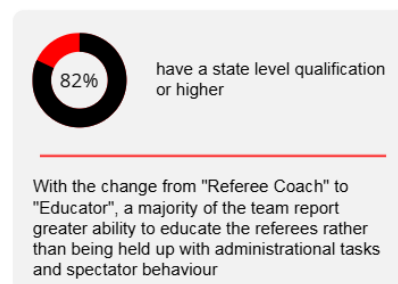 82%
have a state level qualification
or higher
With the change from "Referee Coach" to
"Educator", a majority of the team report
greater ability to educate the referees rather
than being held up with administrational tasks
and spectator behaviour